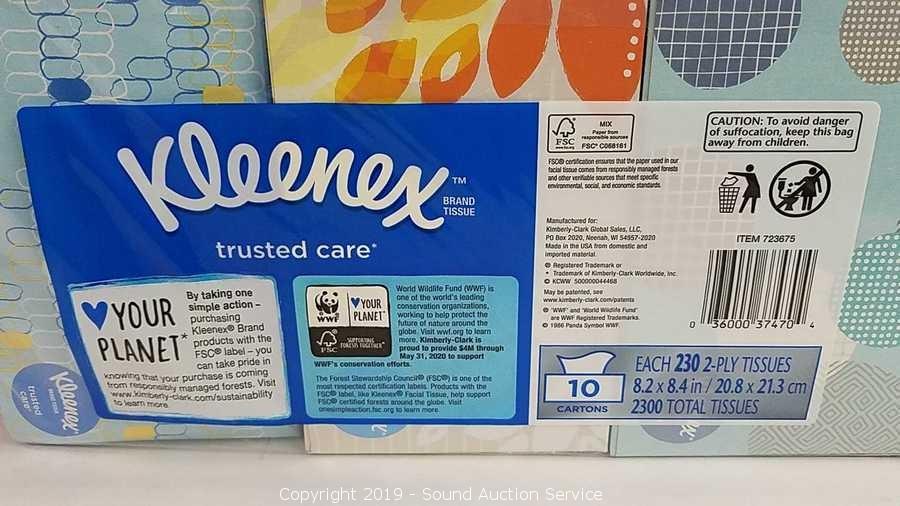 Kleenex™
BRAND
TISSUE
trusted care*
YOUR
PLANET*
By taking one
simple action –
purchasing
Kleenex® Brand
products with the
FSC® label – you
can take pride in
knowing that your purchase is coming
from responsibly managed forests. Visit
www.kimberly-clark.com/sustainability
to learn more.
WWF
YOUR
PLANET*
FSC
SUPPORTING
FORESTS TOGETHER™
World Wildlife Fund (WWF) is
one of the world's leading
conservation organizations,
working to help protect the
future of nature around the
globe. Visit wwf.org to learn
more. Kimberly-Clark is
proud to provide $4M through
May 31, 2020 to support
WWF's conservation efforts.
The Forest Stewardship Council® (FSC®) is one of the
most respected certification labels. Products with the
FSC® label, like Kleenex® Facial Tissue, help support
FSC® certified forests around the globe. Visit
onesimpleaction.fsc.org to learn more.
FSC
www.fsc.org
MIX
Paper from
responsible sources
FSC® C068161
FSC® certification ensures that the paper used in our
facial tissue comes from responsibly managed forests
and other verifiable sources that meet specific
environmental, social, and economic standards.
CAUTION: To avoid danger
of suffocation, keep this bag
away from children.
Manufactured for:
Kimberly-Clark Global Sales, LLC,
PO Box 2020, Neenah, WI 54957-2020
Made in the USA from domestic and
imported material.
® Registered Trademark or
* Trademark of Kimberly-Clark Worldwide, Inc.
© KCWW 500000044468
May be patented, see
www.kimberly-clark.com/patents
® "WWF" and "World Wildlife Fund"
are WWF Registered Trademarks.
© 1986 Panda Symbol WWF.
ITEM 723675
0 36000 37470 4
10
CARTONS
EACH 230 2-PLY TISSUES
8.2 x 8.4 in / 20.8 x 21.3 cm
2300 TOTAL TISSUES
Kleenex
trusted
care*
Copyright 2019 - Sound Auction Service